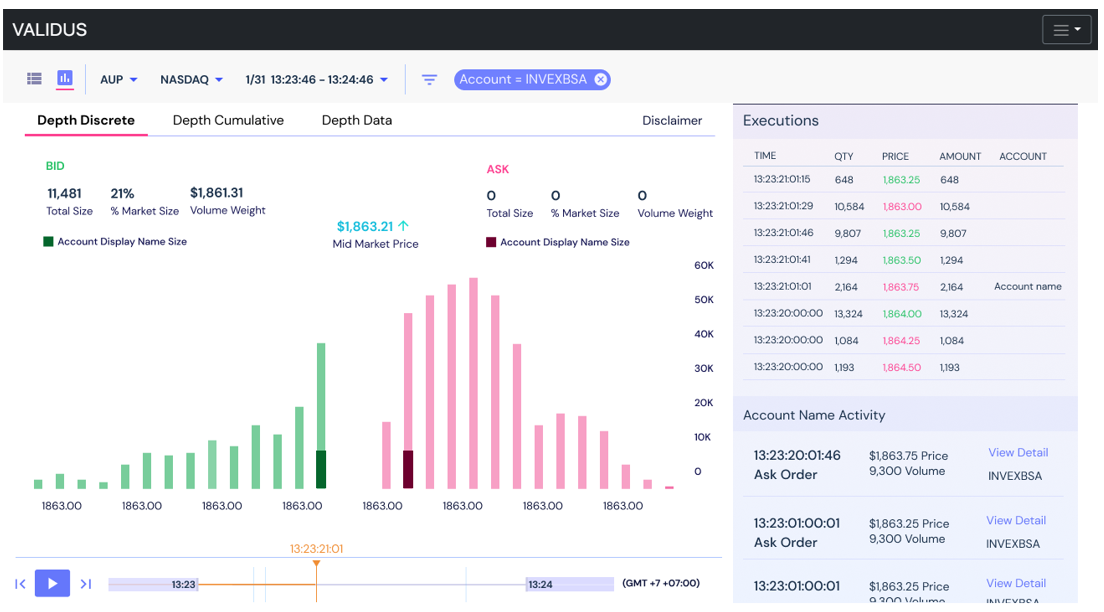 VALIDUS
AUP NASDAQ 1/31 13:23:46 - 13:24:46 Account = INVEXBSA
Depth Discrete Depth Cumulative Depth Data Disclaimer
BID
11,481 21% $1,861.31
Total Size % Market Size Volume Weight
Account Display Name Size
$1,863.21 ↑
Mid Market Price
ASK
0 0 0
Total Size % Market Size Volume Weight
Account Display Name Size
60K
50K
40K
30K
20K
10K
0
1863.00 1863.00 1863.00 1863.00 1863.00 1863.00 1863.00 1863.00
13:23:21:01
13:23 13:24 (GMT +7 +07:00)
Executions
TIME QTY PRICE AMOUNT ACCOUNT
13:23:21:01:15 648 1,863.25 648
13:23:21:01:29 10,584 1,863.00 10,584
13:23:21:01:46 9,807 1,863.25 9,807
13:23:21:01:41 1,294 1,863.50 1,294
13:23:21:01:01 2,164 1,863.75 2,164 Account name
13:23:20:00:00 13,324 1,864.00 13,324
13:23:20:00:00 1,084 1,864.25 1,084
13:23:20:00:00 1,193 1,864.50 1,193
Account Name Activity
13:23:20:01:46 $1,863.75 Price View Detail
Ask Order 9,300 Volume INVEXBSA
13:23:01:00:01 $1,863.25 Price View Detail
Ask Order 9,300 Volume INVEXBSA
13:23:01:00:01 $1,863.25 Price View Detail
9,300 Volume INVEXBSA